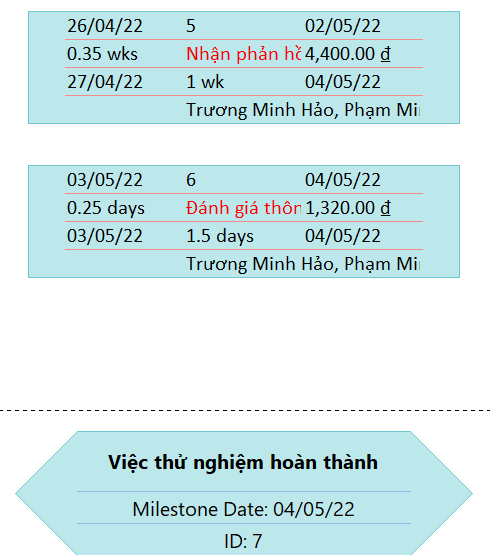 26/04/22 5 02/05/22
0.35 wks Nhận phản hồ 4,400.00 ₫
27/04/22 1 wk 04/05/22
Trương Minh Hảo, Phạm Mi
03/05/22 6 04/05/22
0.25 days Đánh giá thôn 1,320.00 ₫
03/05/22 1.5 days 04/05/22
Trương Minh Hảo, Phạm Mi
Việc thử nghiệm hoàn thành
Milestone Date: 04/05/22
ID: 7